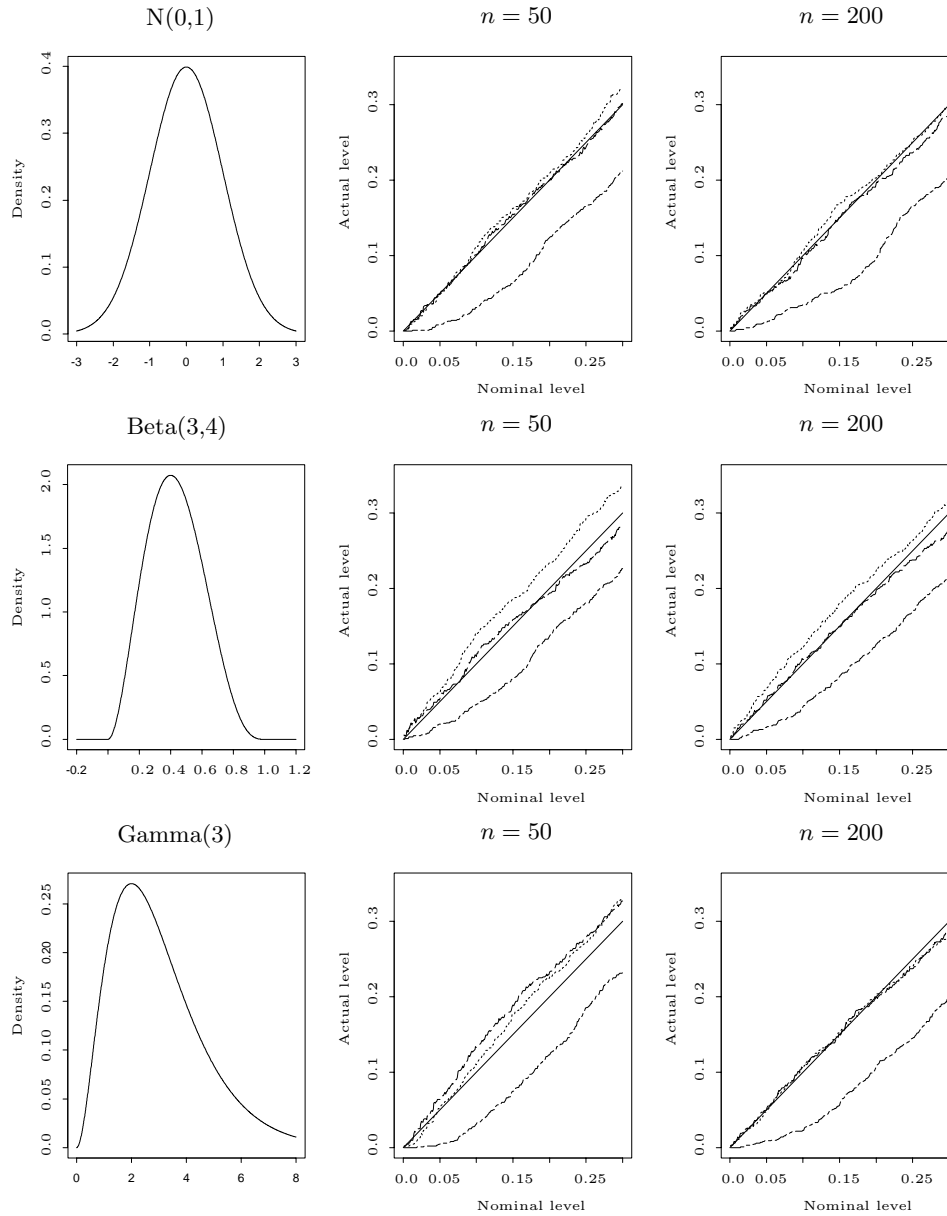 N(0,1)
n = 50
n = 200
Density
0.0 0.1 0.2 0.3 0.4
-3 -2 -1 0 1 2 3
Actual level
0.0 0.1 0.2 0.3
0.0 0.05 0.15 0.25
Nominal level
Actual level
0.0 0.1 0.2 0.3
0.0 0.05 0.15 0.25
Nominal level
Beta(3,4)
n = 50
n = 200
Density
0.0 0.5 1.0 1.5 2.0
-0.2 0.2 0.4 0.6 0.8 1.0 1.2
Actual level
0.0 0.1 0.2 0.3
0.0 0.05 0.15 0.25
Nominal level
Actual level
0.0 0.1 0.2 0.3
0.0 0.05 0.15 0.25
Nominal level
Gamma(3)
n = 50
n = 200
Density
0.0 0.05 0.10 0.15 0.20 0.25
0 2 4 6 8
Actual level
0.0 0.1 0.2 0.3
0.0 0.05 0.15 0.25
Nominal level
Actual level
0.0 0.1 0.2 0.3
0.0 0.05 0.15 0.25
Nominal level